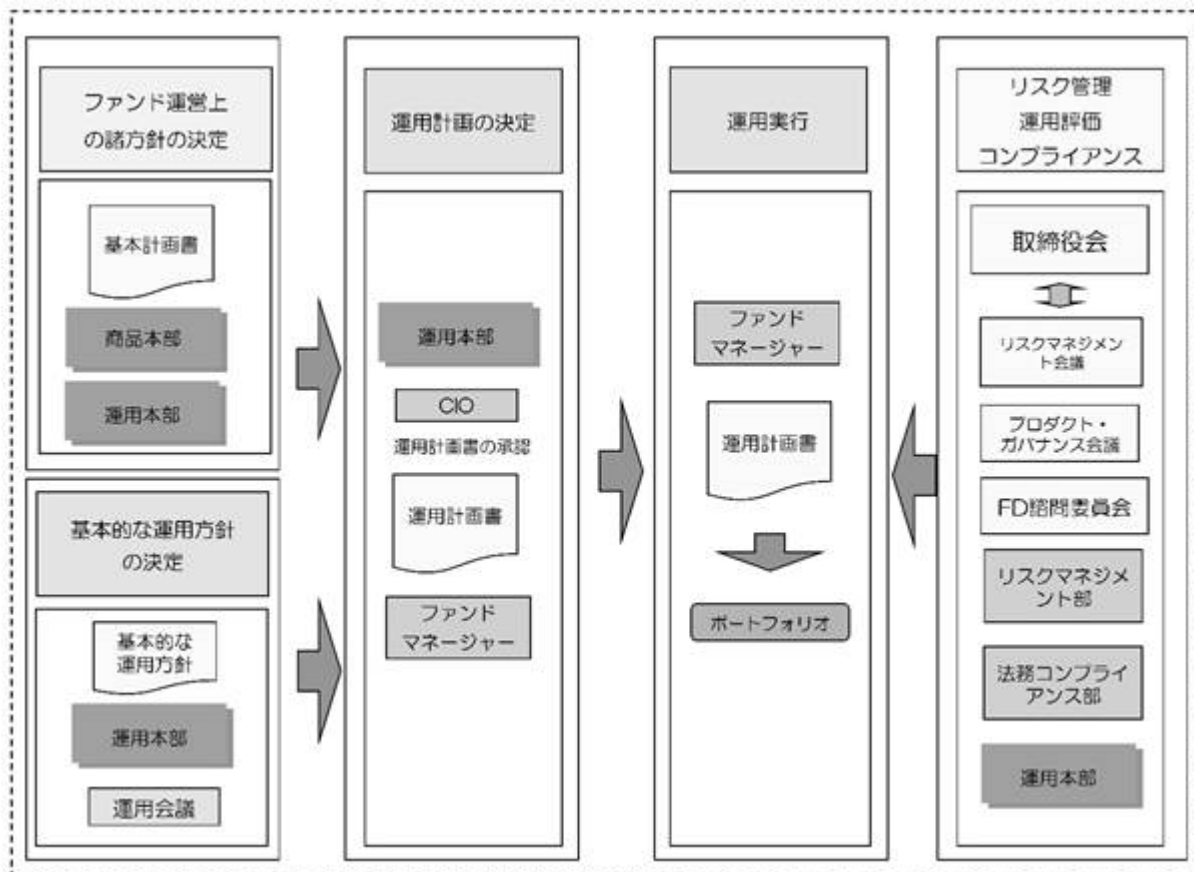 ファンド運営上
の諸方針の決定
基本計画書
商品本部
運用本部
基本的な運用方針
の決定
基本的な
運用方針
運用本部
運用会議
運用計画の決定
運用本部
CIO
運用計画書の承認
運用計画書
ファンド
マネージャー
運用実行
ファンド
マネージャー
運用計画書
ポートフォリオ
リスク管理
運用評価
コンプライアンス
取締役会
リスクマネジメン
ト会議
プロダクト・
ガバナンス会議
FD諮問委員会
リスクマネジメ
ント部
法務コンプライ
アンス部
運用本部